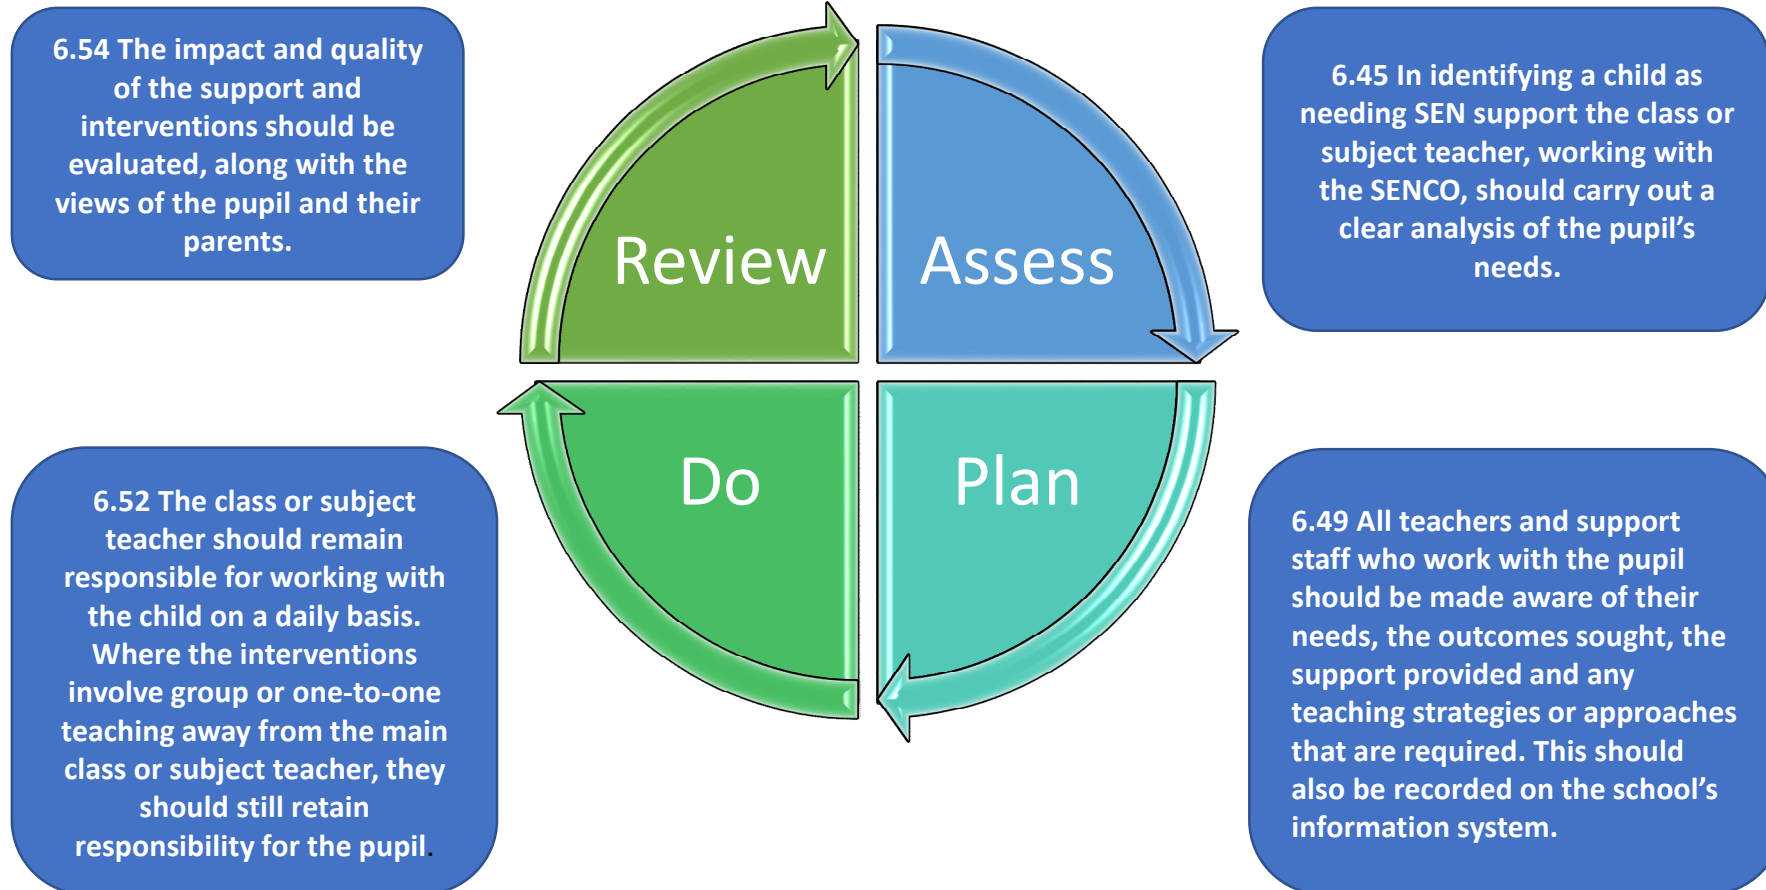 6.54 The impact and quality
of the support and
interventions should be
evaluated, along with the
views of the pupil and their
parents.
Review
Assess
6.45 In identifying a child as
needing SEN support the class or
subject teacher, working with
the SENCO, should carry out a
clear analysis of the pupil’s
needs.
6.52 The class or subject
teacher should remain
responsible for working with
the child on a daily basis.
Where the interventions
involve group or one-to-one
teaching away from the main
class or subject teacher, they
should still retain
responsibility for the pupil.
Do
Plan
6.49 All teachers and support
staff who work with the pupil
should be made aware of their
needs, the outcomes sought, the
support provided and any
teaching strategies or approaches
that are required. This should
also be recorded on the school’s
information system.